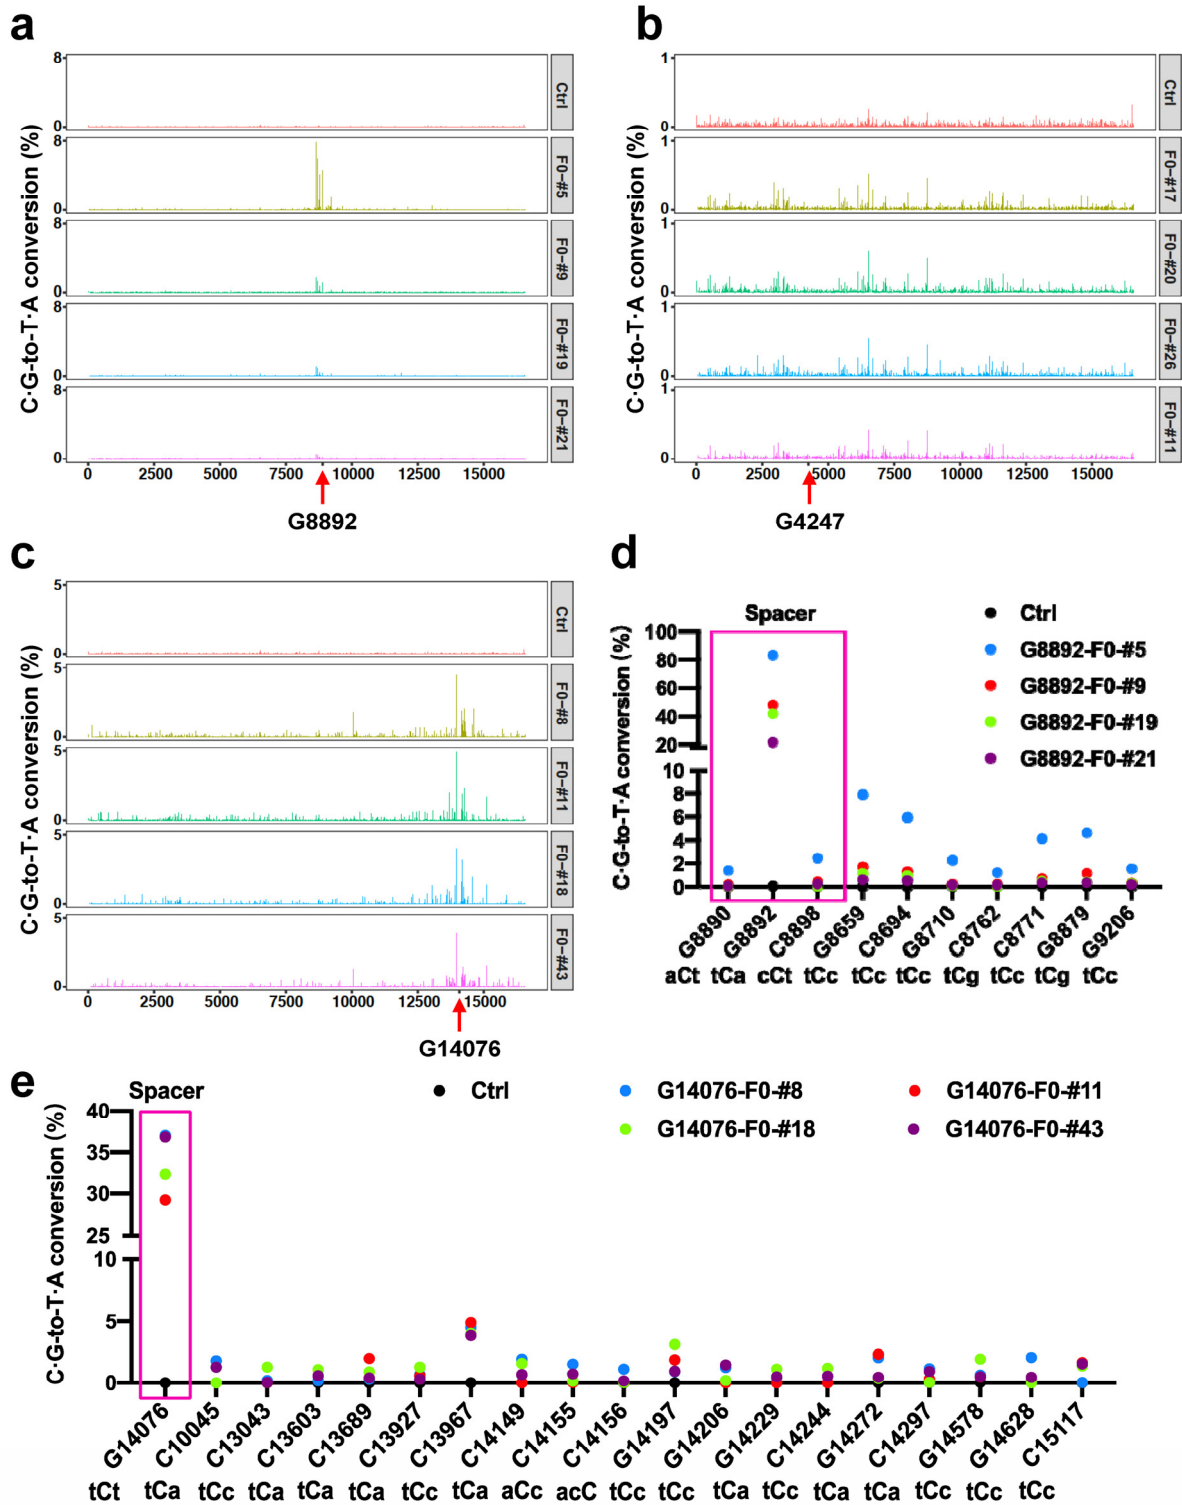 a
C·G-to-T·A conversion (%)
8
0
Ctrl
8
0
F0-#5
8
0
F0-#9
8
0
F0-#19
8
0
F0-#21
0 2500 5000 7500 10000 12500 15000
G8892
b
C·G-to-T·A conversion (%)
1
0
Ctrl
1
0
F0-#17
1
0
F0-#20
1
0
F0-#26
1
0
F0-#11
0 2500 5000 7500 10000 12500 15000
G4247
c
C·G-to-T·A conversion (%)
5
0
Ctrl
5
0
F0-#8
5
0
F0-#11
5
0
F0-#18
5
0
F0-#43
0 2500 5000 7500 10000 12500 15000
G14076
d
C·G-to-T·A conversion (%)
Spacer
Ctrl
G8892-F0-#5
G8892-F0-#9
G8892-F0-#19
G8892-F0-#21
100
80
60
40
20
10
8
6
4
2
0
G8890 G8892 C8898 G8659 C8694 G8710 C8762 C8771 G8879 G9206
aCt tCa cCt tCc tCc tCg tCc tCg tCc
e
C·G-to-T·A conversion (%)
Spacer
Ctrl G14076-F0-#8 G14076-F0-#11
G14076-F0-#18 G14076-F0-#43
40
35
30
25
10
5
0
G14076 C10045 C13043 C13603 C13689 C13927 C13967 C14149 C14155 C14156 G14197 G14206 G14229 C14244 G14272 C14297 G14578 G14628 C15117
tCt tCa tCc tCa tCa tCa tCc tCa aCc acC tCc tCc tCa tCc tCa tCa tCc tCc tCc